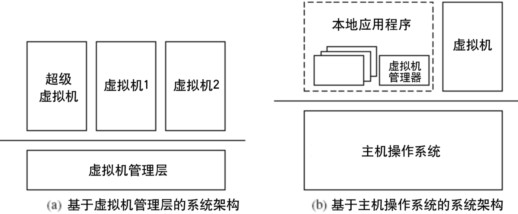 超级
虚拟机
虚拟机1
虚拟机2
虚拟机管理层
(a) 基于虚拟机管理层的系统架构
本地应用程序
虚拟机
管理器
虚拟机
主机操作系统
(b) 基于主机操作系统的系统架构